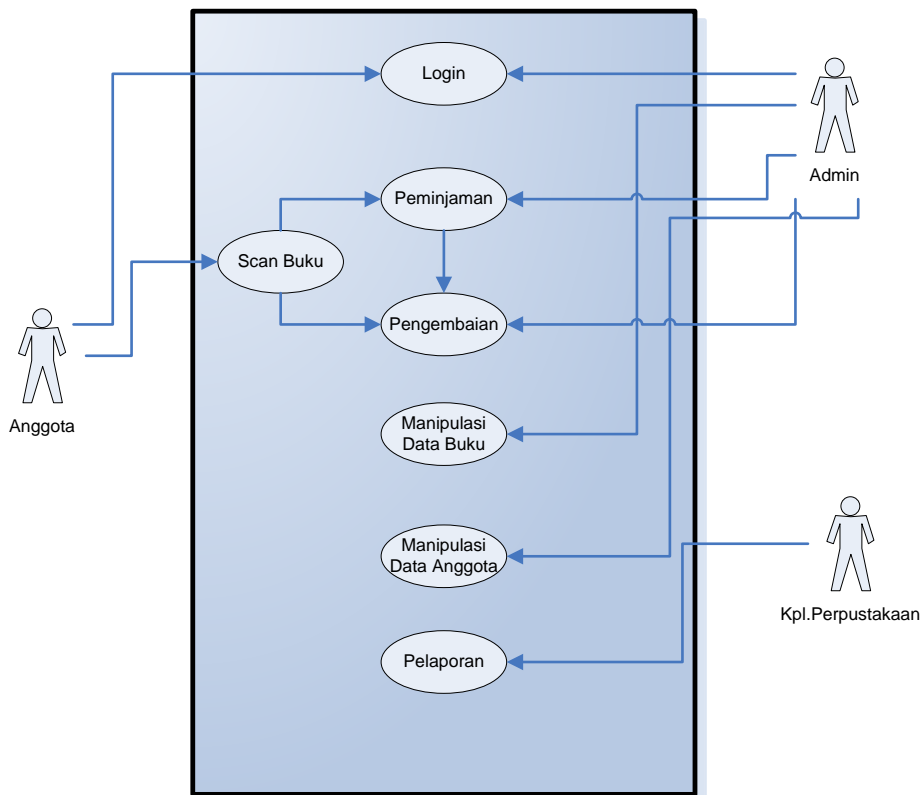 Login
Admin
Peminjaman
Scan Buku
Pengembaian
Anggota
Manipulasi
Data Buku
Manipulasi
Data Anggota
Kpl.Perpustakaan
Pelaporan